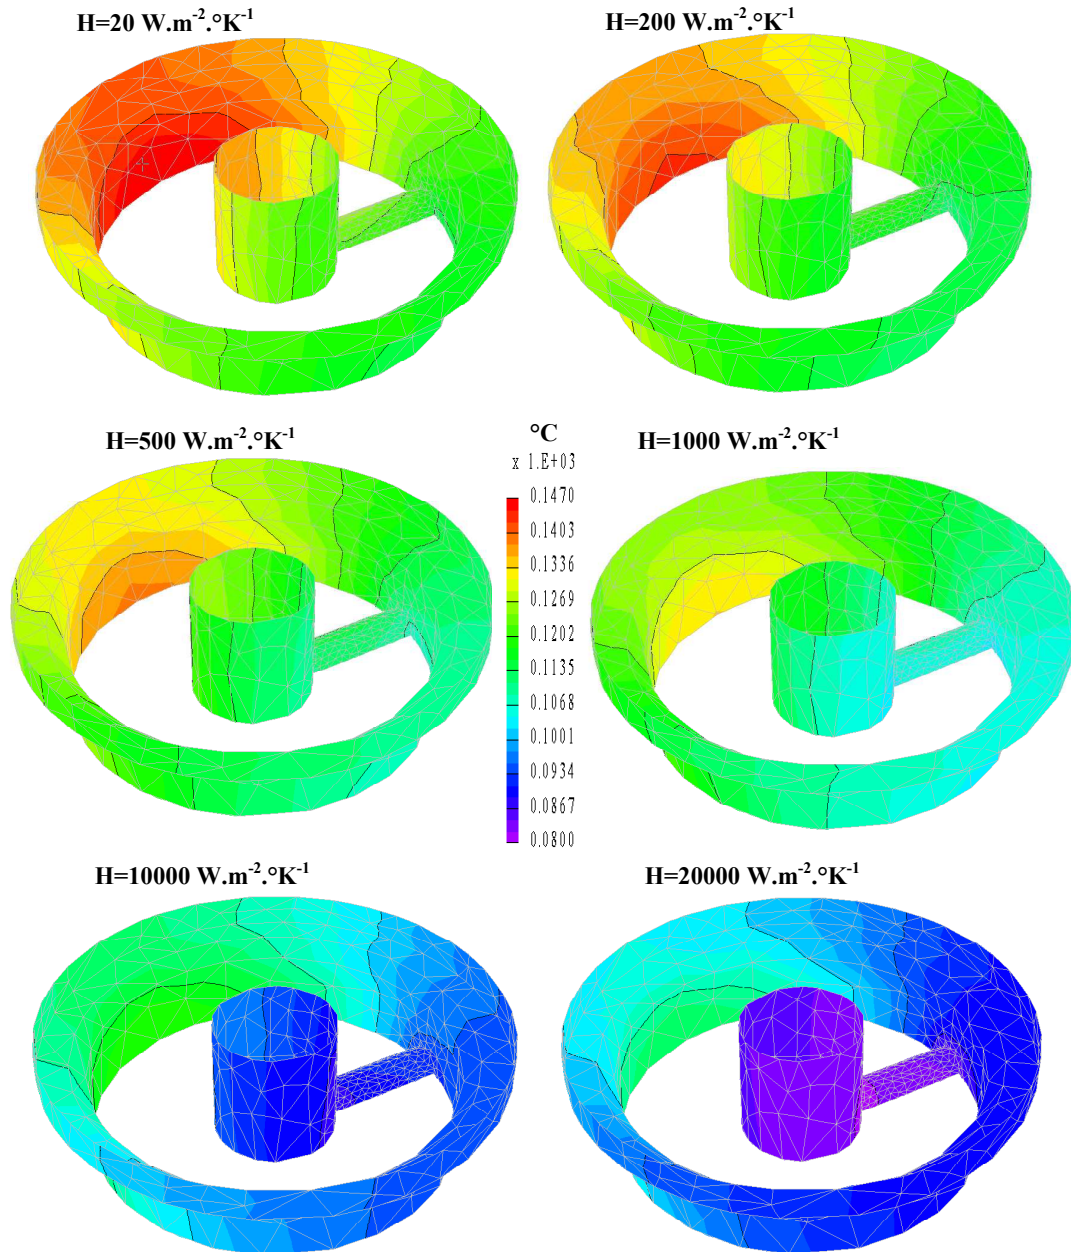 H=20 W.m⁻².°K⁻¹
H=200 W.m⁻².°K⁻¹
H=500 W.m⁻².°K⁻¹
°C
H=1000 W.m⁻².°K⁻¹
x 1.E+03
0.1470
0.1403
0.1336
0.1269
0.1202
0.1135
0.1068
0.1001
0.0934
0.0867
0.0800
H=10000 W.m⁻².°K⁻¹
H=20000 W.m⁻².°K⁻¹